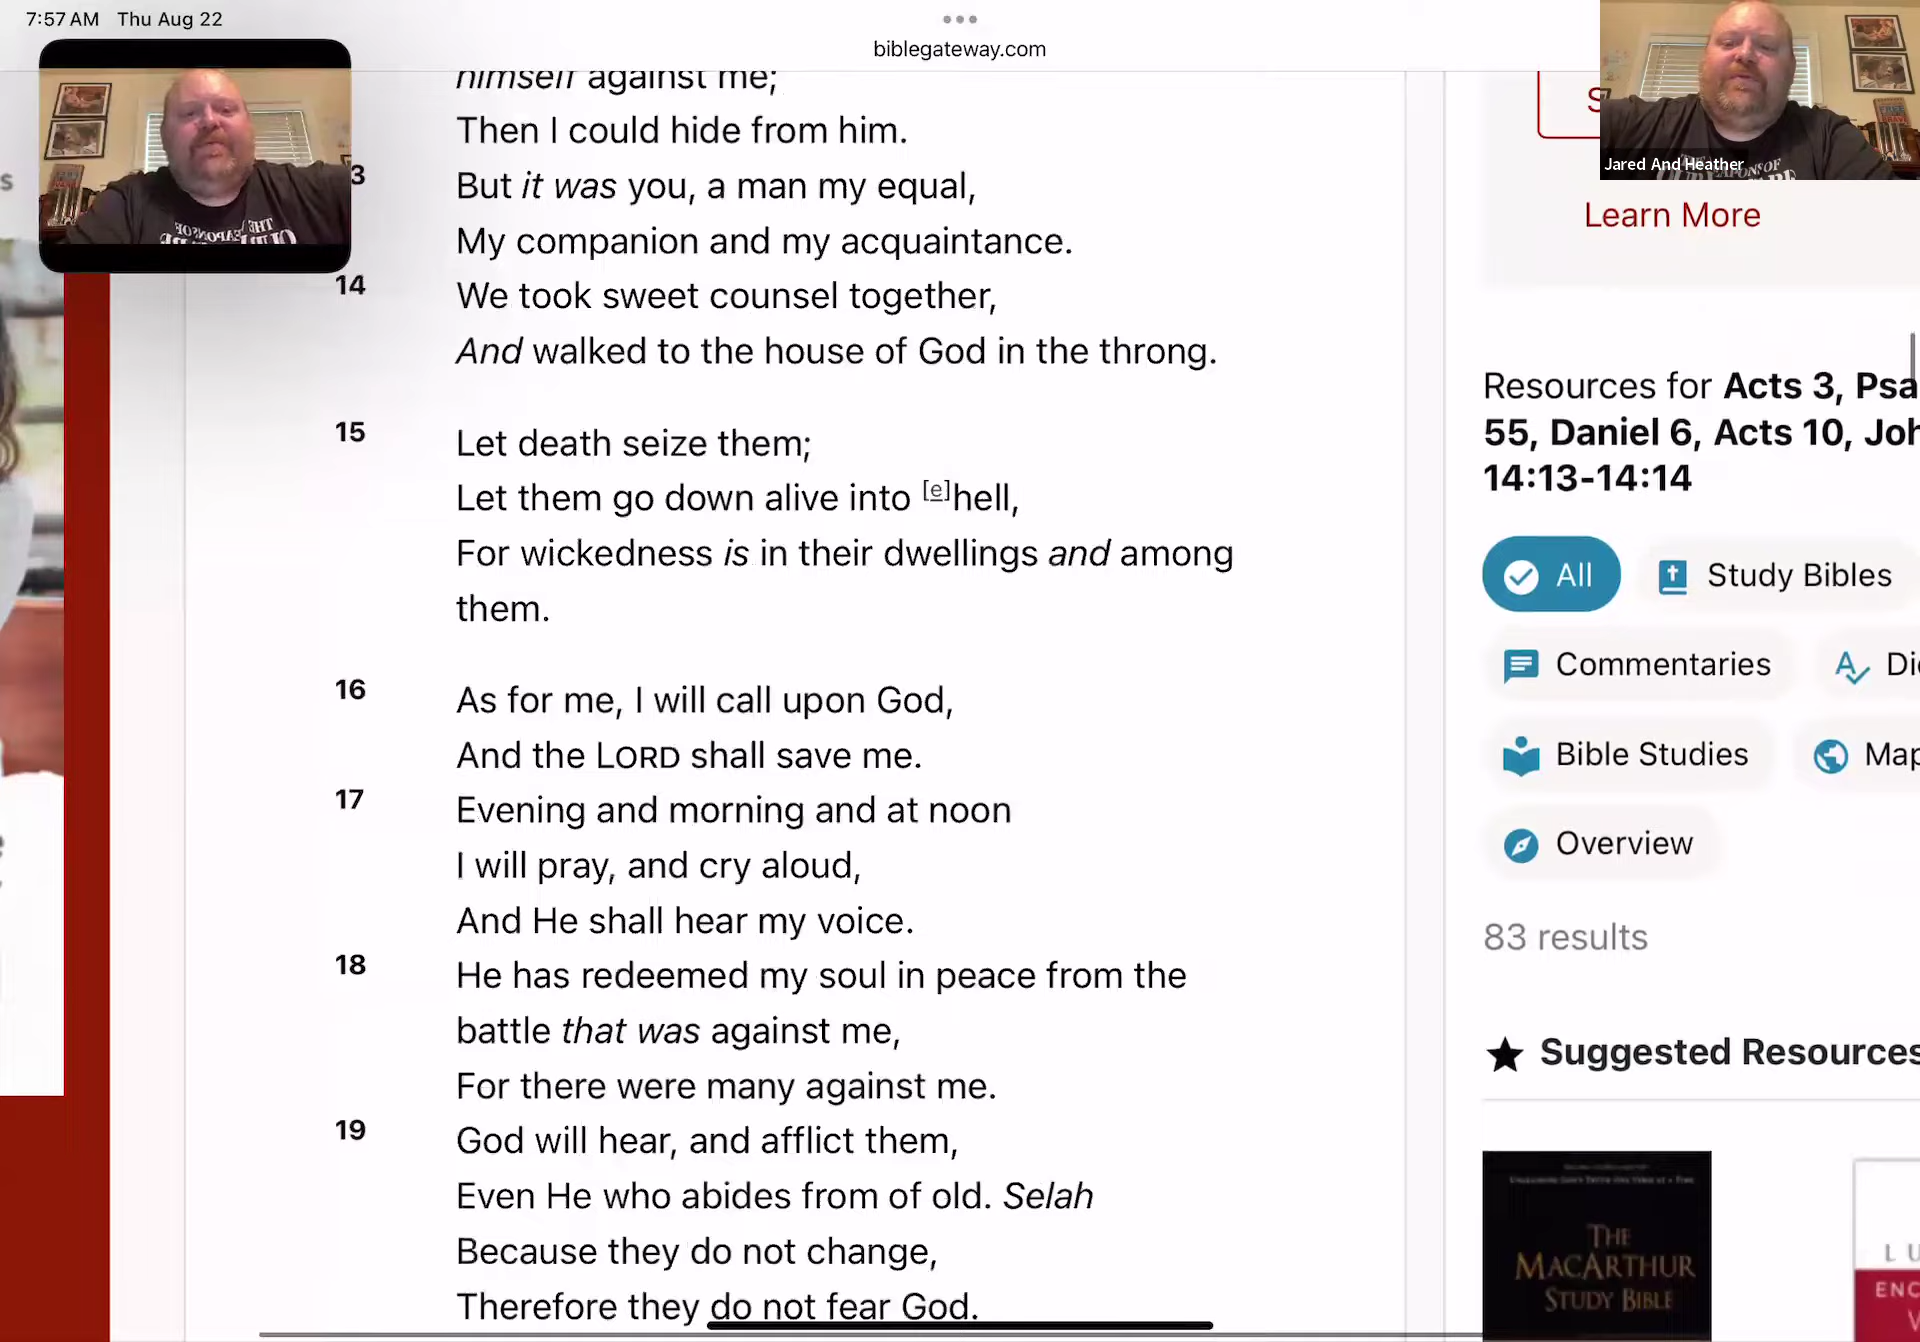 7:57 AM Thu Aug 22
biblegateway.com
himself against me;
Then I could hide from him.
3 But it was you, a man my equal,
My companion and my acquaintance.
14 We took sweet counsel together,
And walked to the house of God in the throng.
15 Let death seize them;
Let them go down alive into [e]hell,
For wickedness is in their dwellings and among
them.
16 As for me, I will call upon God,
And the LORD shall save me.
17 Evening and morning and at noon
I will pray, and cry aloud,
And He shall hear my voice.
18 He has redeemed my soul in peace from the
battle that was against me,
For there were many against me.
19 God will hear, and afflict them,
Even He who abides from of old. Selah
Because they do not change,
Therefore they do not fear God.
s
S
Jared And Heather
Learn More
Resources for Acts 3, Psa
55, Daniel 6, Acts 10, Joh
14:13-14:14
All
Study Bibles
Commentaries
Dic
Bible Studies
Map
Overview
83 results
Suggested Resources
THE
MACARTHUR
STUDY BIBLE
L U
ENC